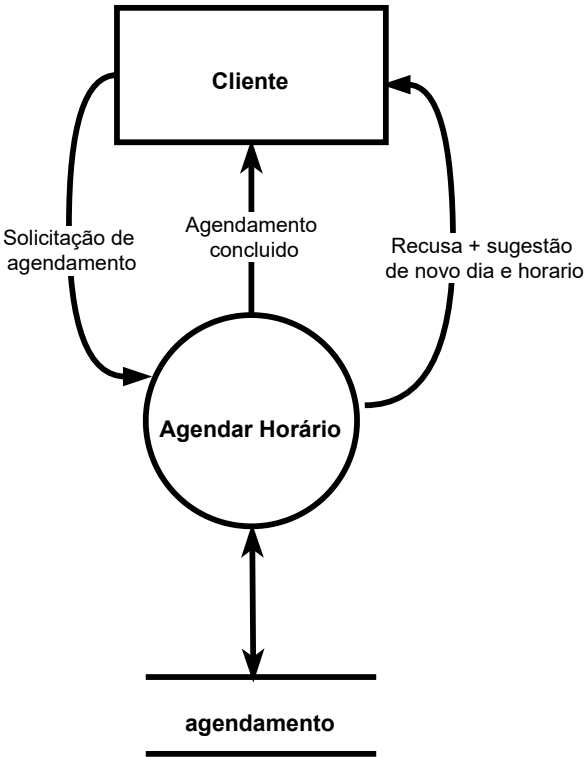 Cliente
Solicitação de
agendamento
Agendamento
concluido
Recusa + sugestão
de novo dia e horario
Agendar Horário
agendamento